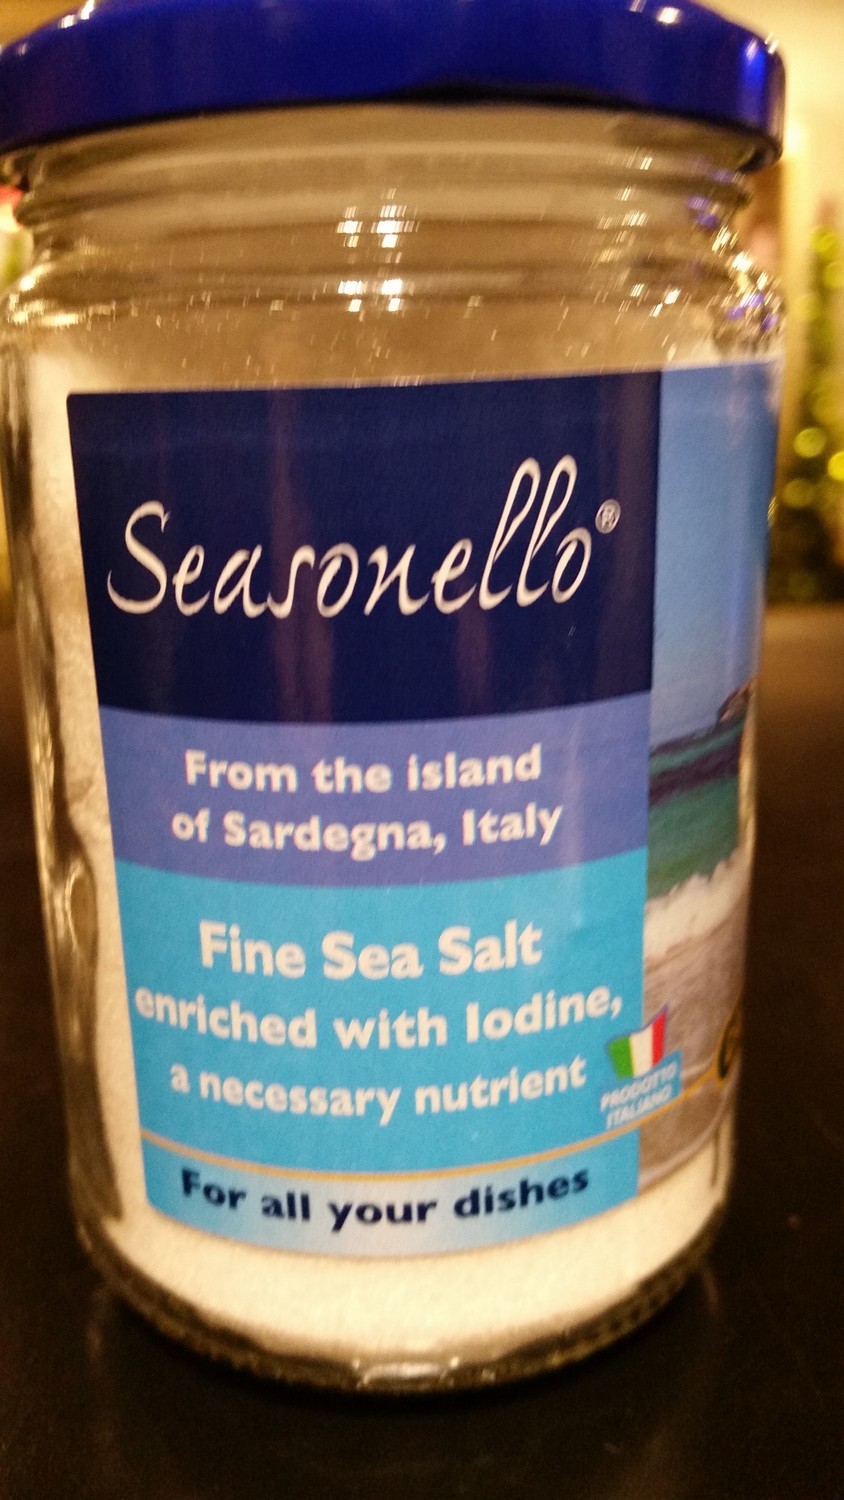 Seasonello®
From the island
of Sardegna, Italy
Fine Sea Salt
enriched with Iodine,
a necessary nutrient
PRODOTTO
ITALIANO
For all your dishes